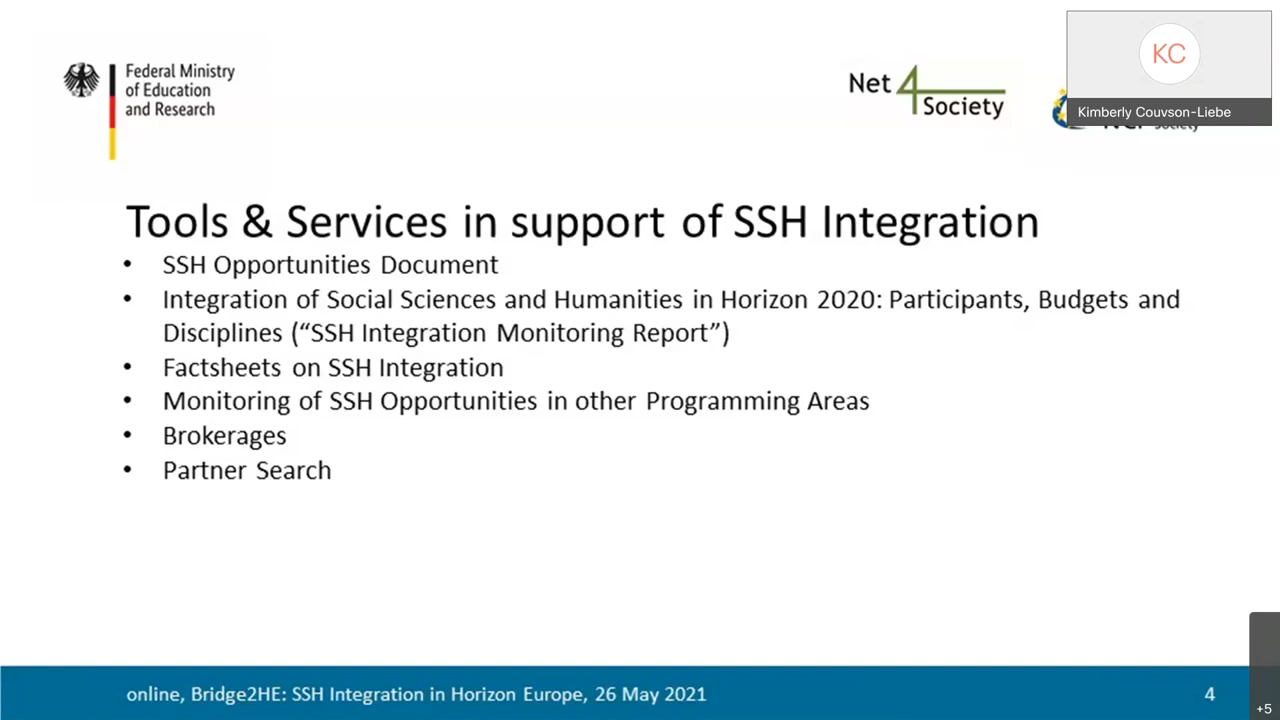 Federal Ministry
of Education
and Research
Net 4 Society
KC
Kimberly Couvson-Liebe
Society
Tools & Services in support of SSH Integration
• SSH Opportunities Document
• Integration of Social Sciences and Humanities in Horizon 2020: Participants, Budgets and
Disciplines (“SSH Integration Monitoring Report”)
• Factsheets on SSH Integration
• Monitoring of SSH Opportunities in other Programming Areas
• Brokerages
• Partner Search
online, Bridge2HE: SSH Integration in Horizon Europe, 26 May 2021
4
+5